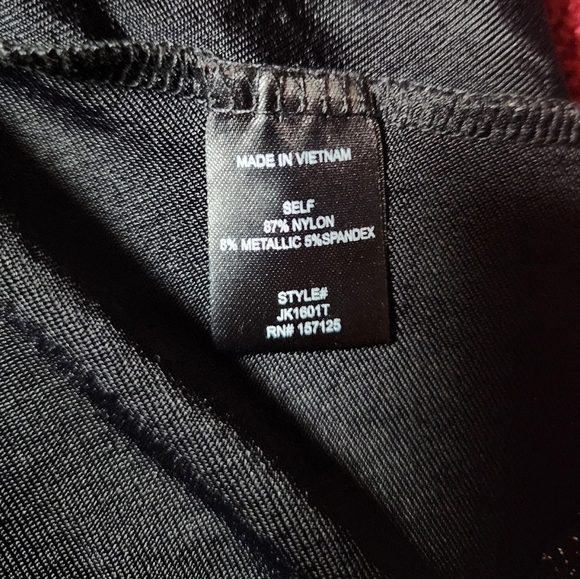 MADE IN VIETNAM
SELF
87% NYLON
8% METALLIC 5%SPANDEX
STYLE#
JK1601T
RN# 157125